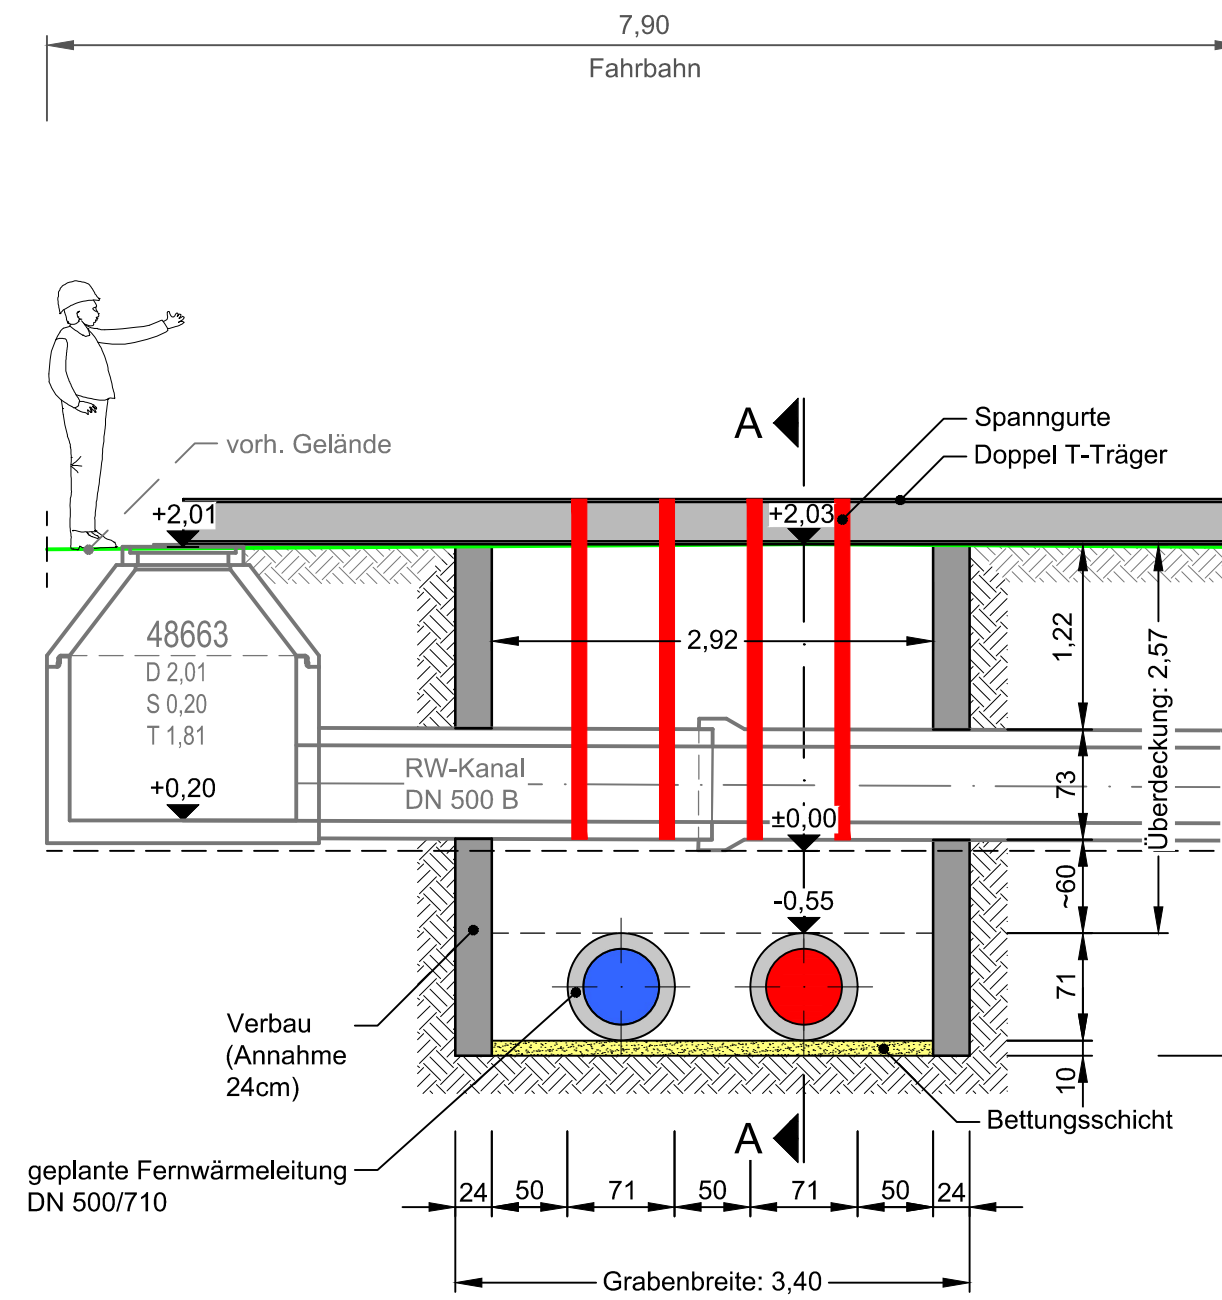 7,90
Fahrbahn
A
Spanngurte
Doppel T-Träger
vorh. Gelände
+2,01
+2,03
48663
D 2,01
S 0,20
T 1,81
2,92
1,22
Überdeckung: 2,57
RW-Kanal
DN 500 B
+0,20
73
±0,00
~60
-0,55
71
10
Verbau
(Annahme
24cm)
Bettungsschicht
A
geplante Fernwärmeleitung
DN 500/710
24 50 71 50 71 50 24
Grabenbreite: 3,40